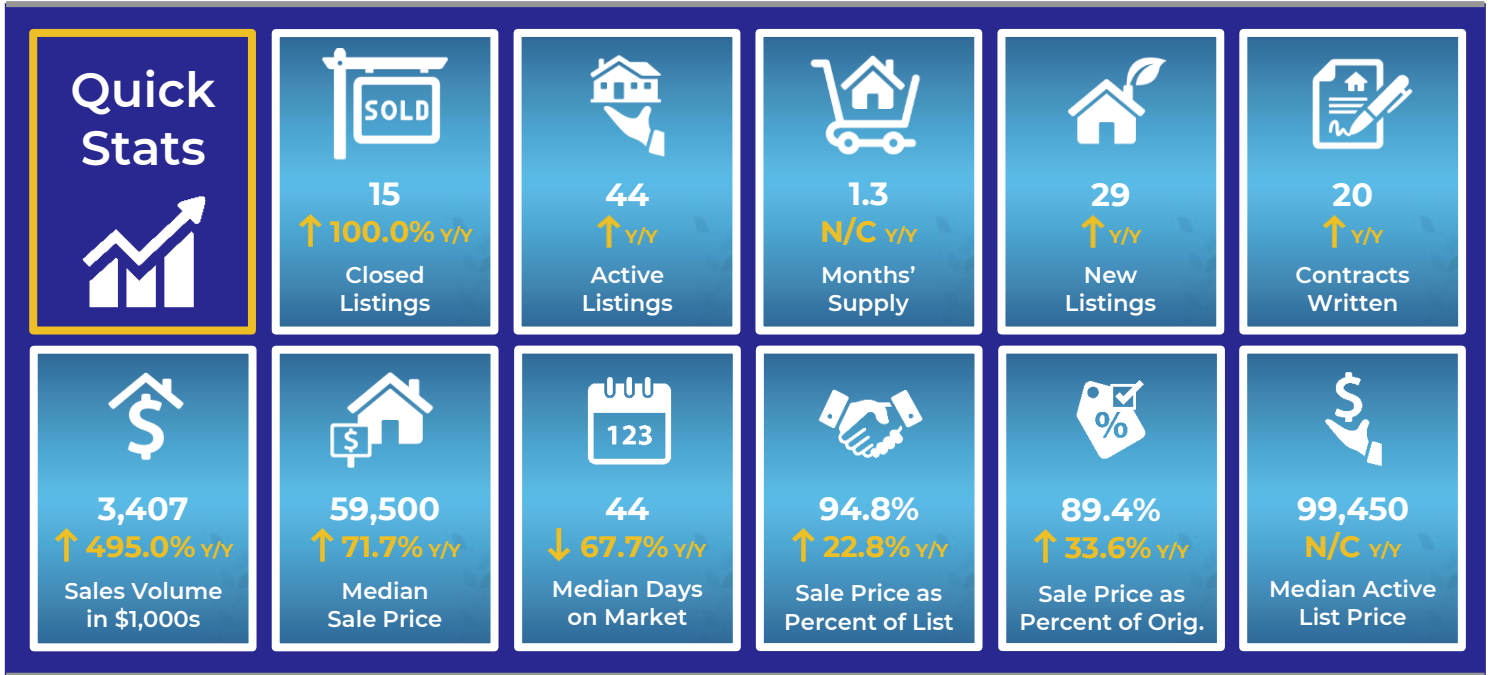 Quick
Stats
SOLD
15
↑ 100.0% Y/Y
Closed
Listings
44
↑ Y/Y
Active
Listings
1.3
N/C Y/Y
Months’
Supply
29
↑ Y/Y
New
Listings
20
↑ Y/Y
Contracts
Written
$
3,407
↑ 495.0% Y/Y
Sales Volume
in $1,000s
$
59,500
↑ 71.7% Y/Y
Median
Sale Price
123
44
↓ 67.7% Y/Y
Median Days
on Market
94.8%
↑ 22.8% Y/Y
Sale Price as
Percent of List
%
89.4%
↑ 33.6% Y/Y
Sale Price as
Percent of Orig.
$
99,450
N/C Y/Y
Median Active
List Price